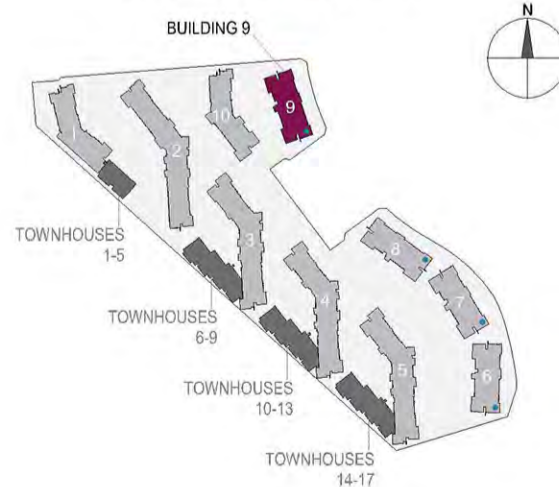 N
BUILDING 9
9
10
1
2
TOWNHOUSES
1-5
3
8
TOWNHOUSES
6-9
4
7
TOWNHOUSES
10-13
5
6
TOWNHOUSES
14-17